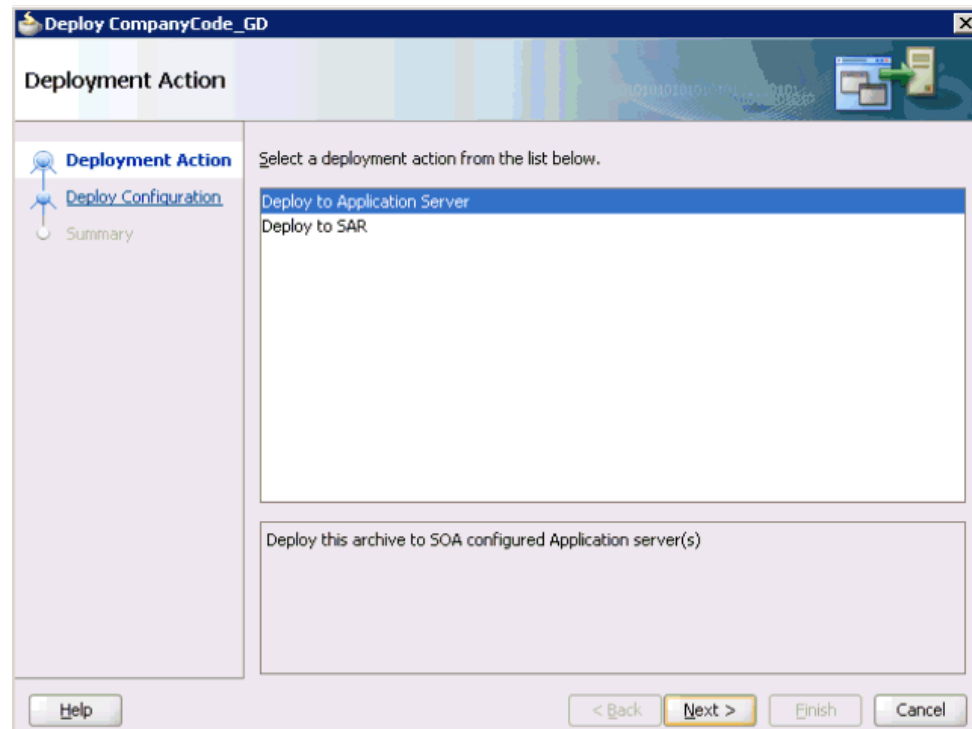 Deploy CompanyCode_GD
Deployment Action
Deployment Action
Select a deployment action from the list below.
Deploy Configuration
Summary
Deploy to Application Server
Deploy to SAR
Deploy this archive to SOA configured Application server(s)
Help
< Back
Next >
Finish
Cancel